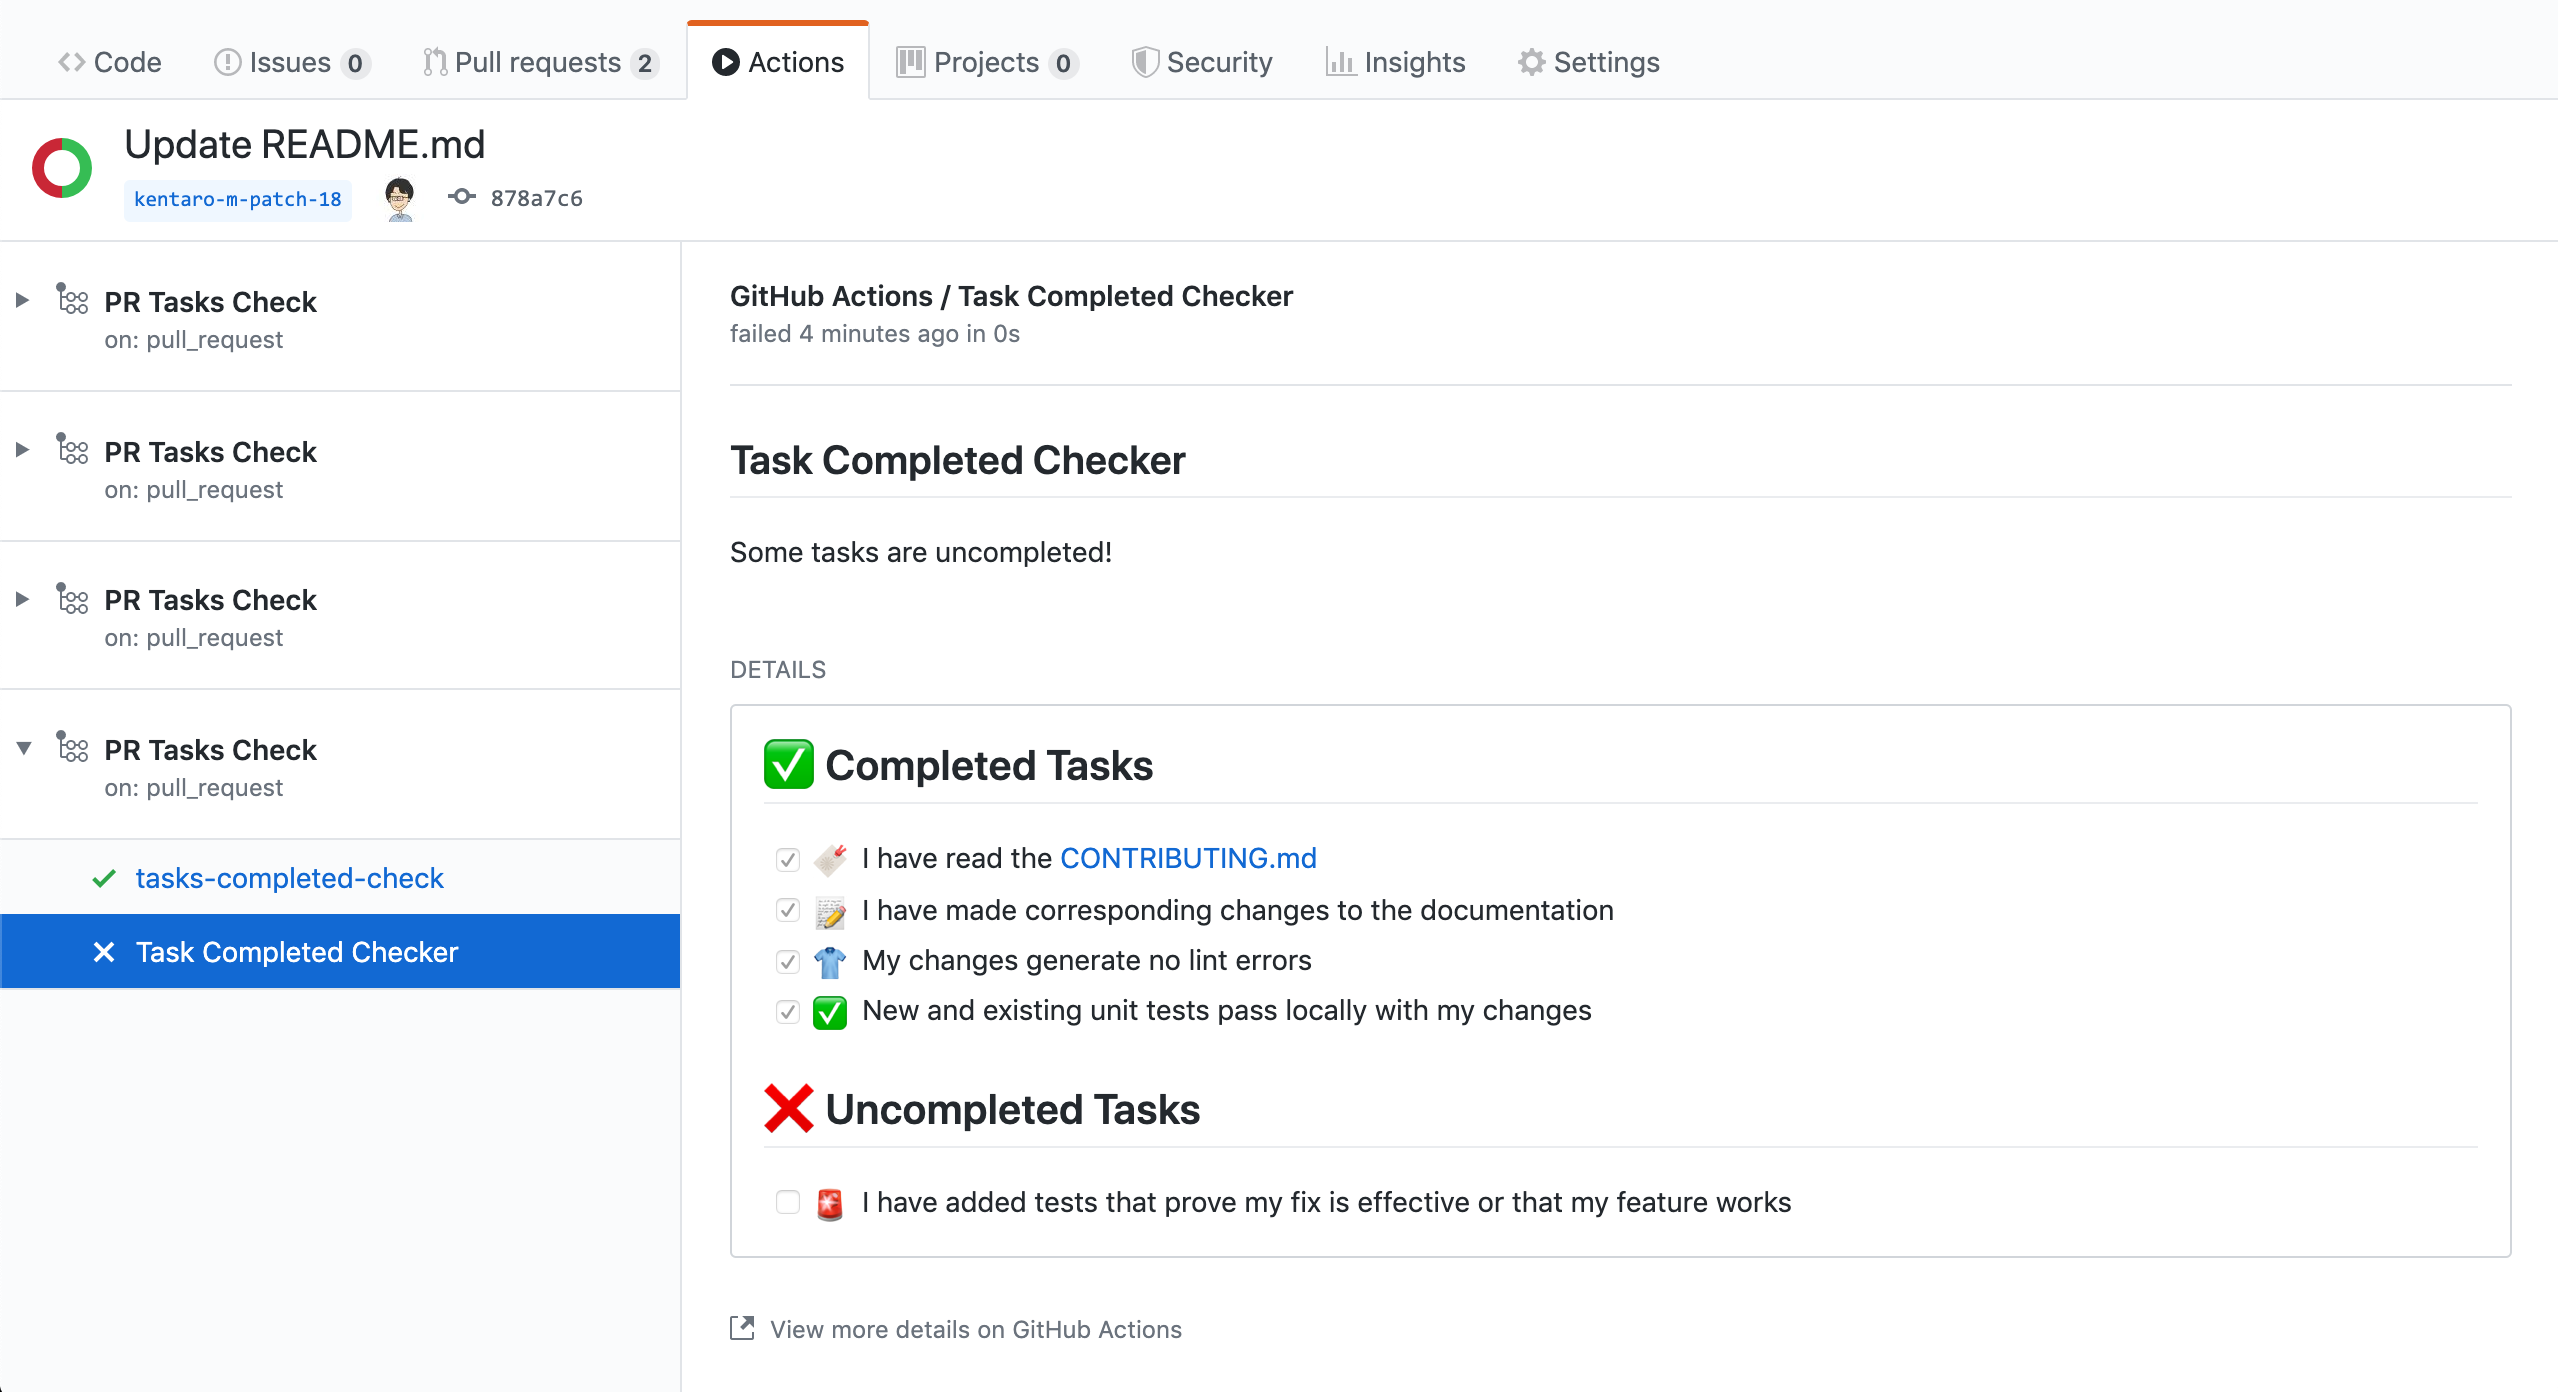 Code Issues 0 Pull requests 2 Actions Projects 0 Security Insights Settings
Update README.md
kentaro-m-patch-18 878a7c6
PR Tasks Check
on: pull_request
PR Tasks Check
on: pull_request
PR Tasks Check
on: pull_request
PR Tasks Check
on: pull_request
tasks-completed-check
Task Completed Checker
GitHub Actions / Task Completed Checker
failed 4 minutes ago in 0s
Task Completed Checker
Some tasks are uncompleted!
DETAILS
Completed Tasks
I have read the CONTRIBUTING.md
I have made corresponding changes to the documentation
My changes generate no lint errors
New and existing unit tests pass locally with my changes
Uncompleted Tasks
I have added tests that prove my fix is effective or that my feature works
View more details on GitHub Actions